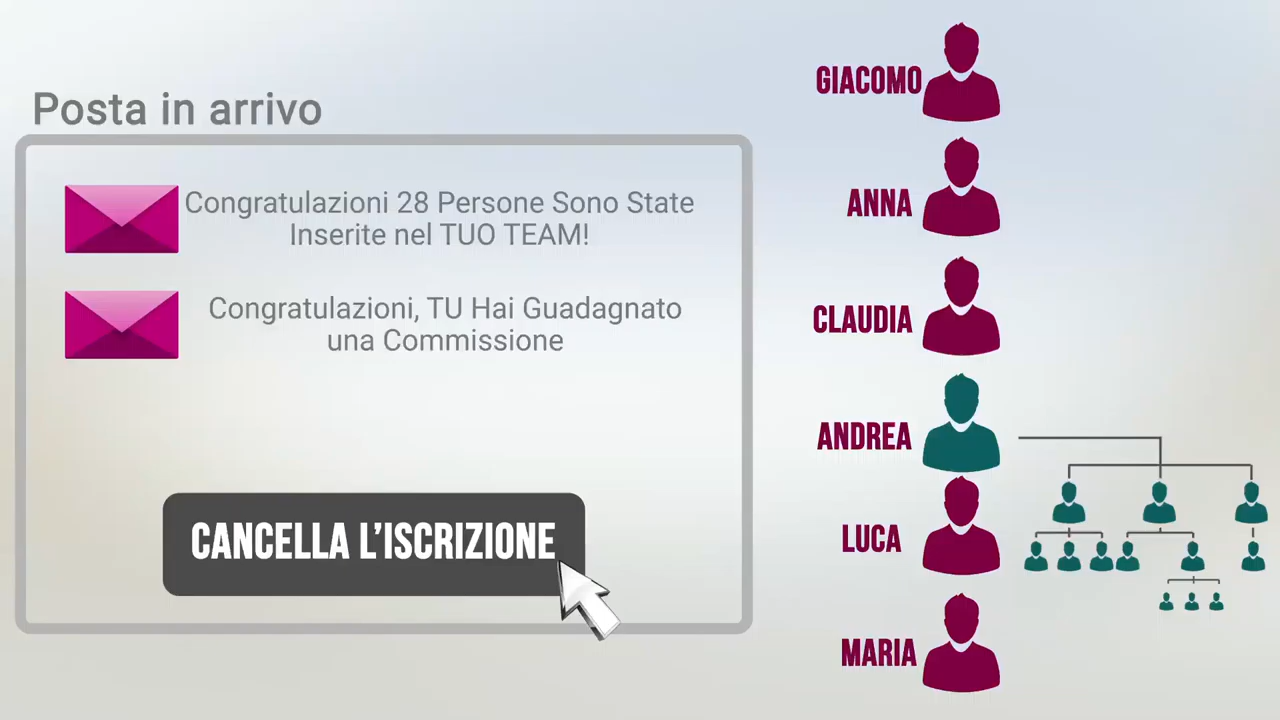 Posta in arrivo
Congratulazioni 28 Persone Sono State
Inserite nel TUO TEAM!
Congratulazioni, TU Hai Guadagnato
una Commissione
CANCELLA L'ISCRIZIONE
GIACOMO
ANNA
CLAUDIA
ANDREA
LUCA
MARIA